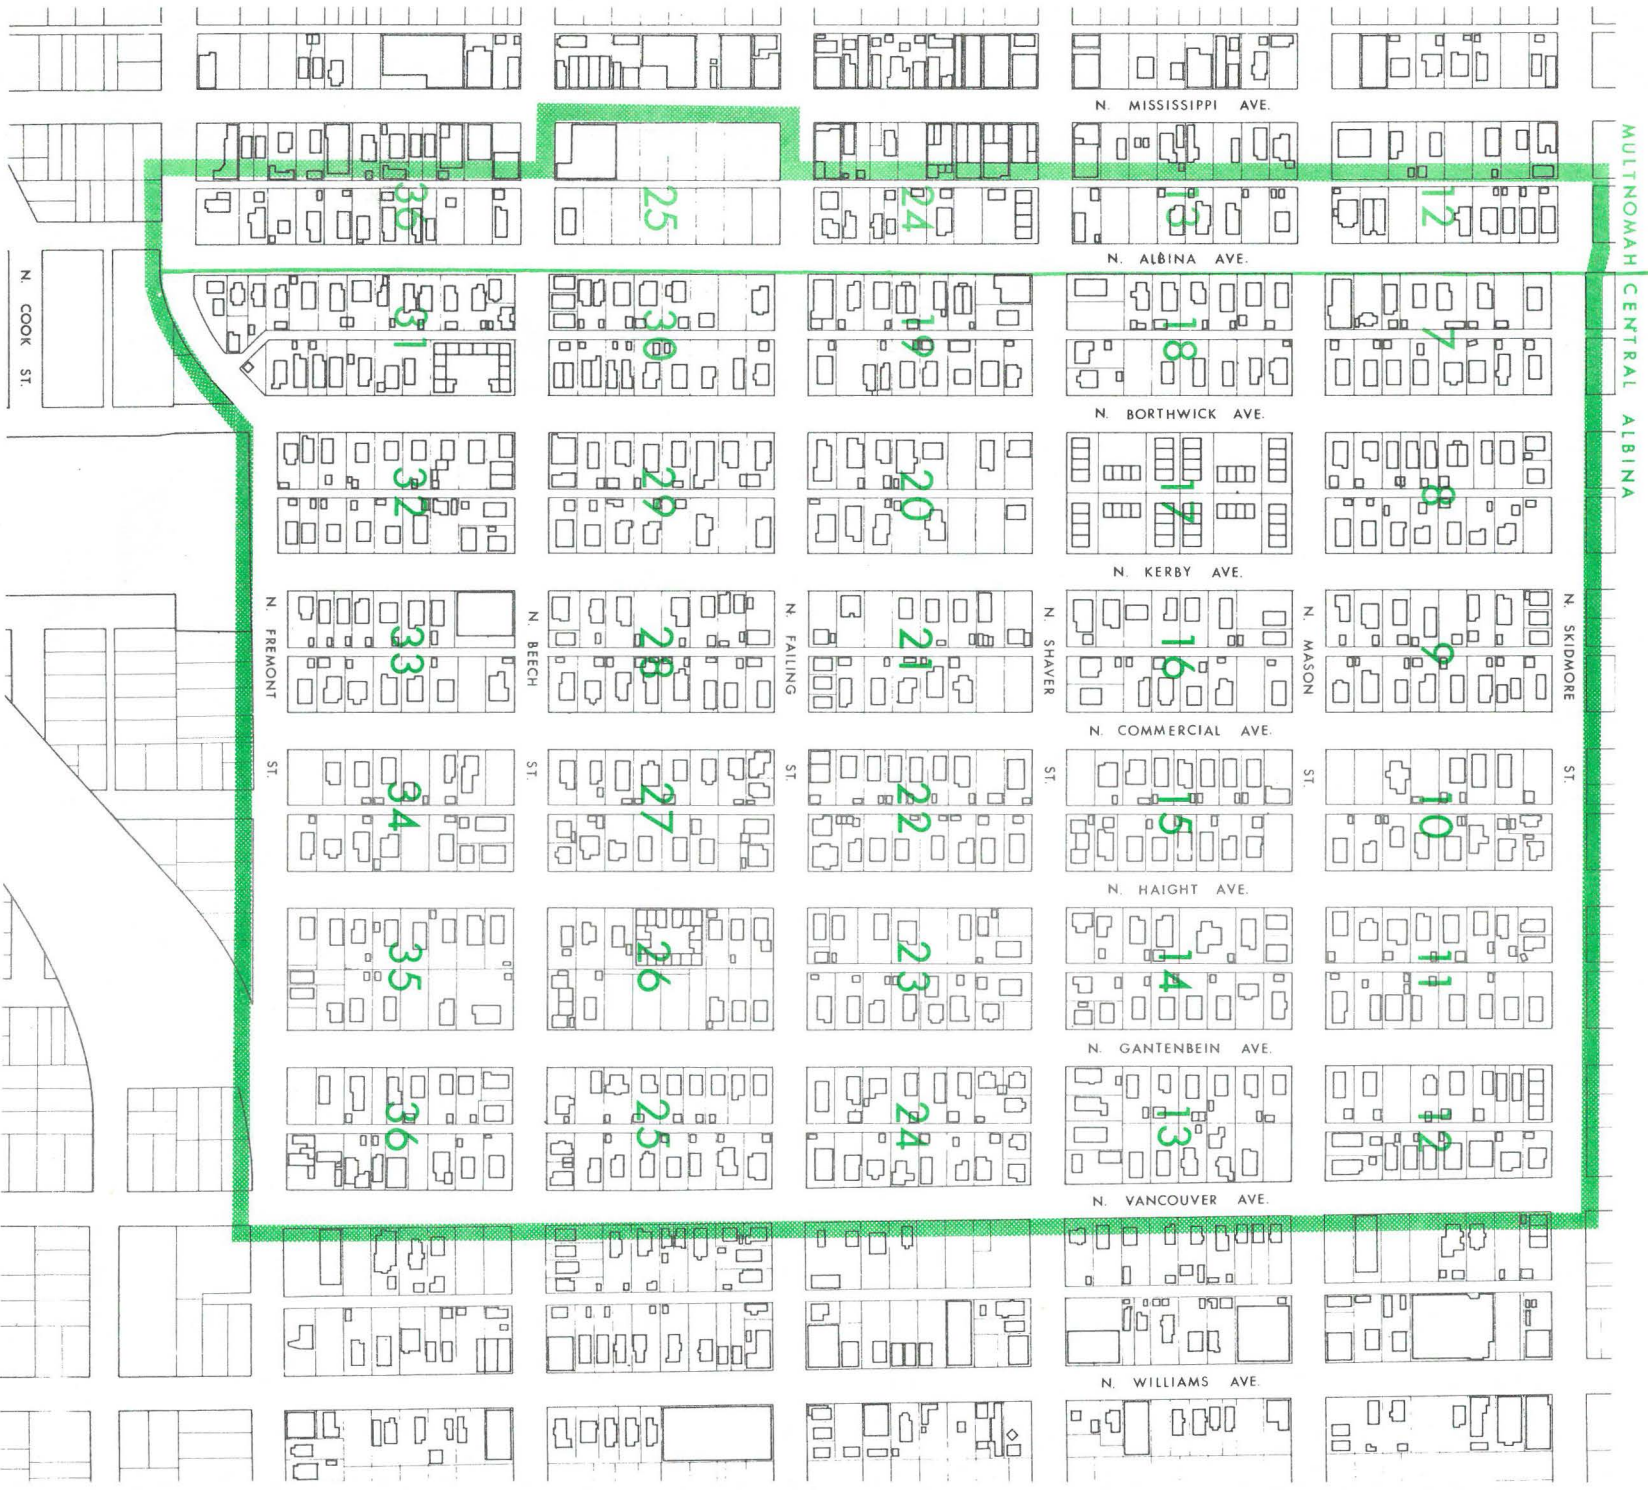 N. MISSISSIPPI AVE.
MULTNOMAH CENTRAL ALBINA
36
25
24
13
12
N. ALBINA AVE.
N. COOK ST.
31
30
19
18
7
N. BORTHWICK AVE.
32
29
20
17
8
N. KERBY AVE.
N FREMONT ST.
N. BEECH ST.
N. FAILING ST.
N. SHAVER ST.
N. MASON ST.
N. SKIDMORE ST.
33
28
21
16
9
N. COMMERCIAL AVE.
34
27
22
15
10
N. HAIGHT AVE.
35
26
23
14
11
N. GANTENBEIN AVE.
36
25
24
13
12
N. VANCOUVER AVE.
N. WILLIAMS AVE.